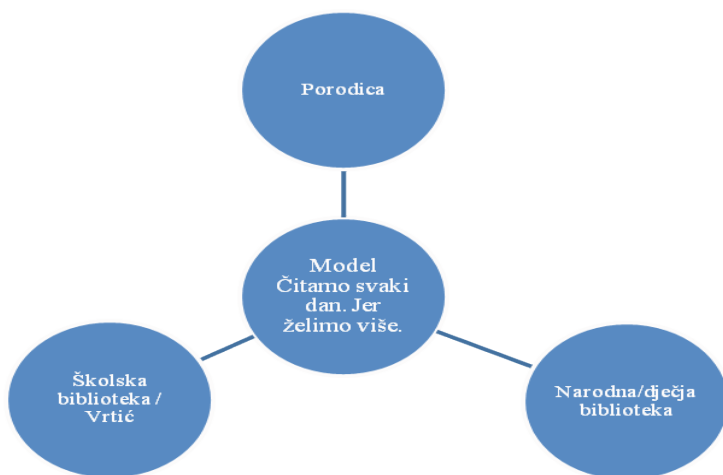 Porodica
Model
Čitamo svaki
dan. Jer
želimo više.
Školska
biblioteka /
Vrtić
Narodna/dječja
biblioteka